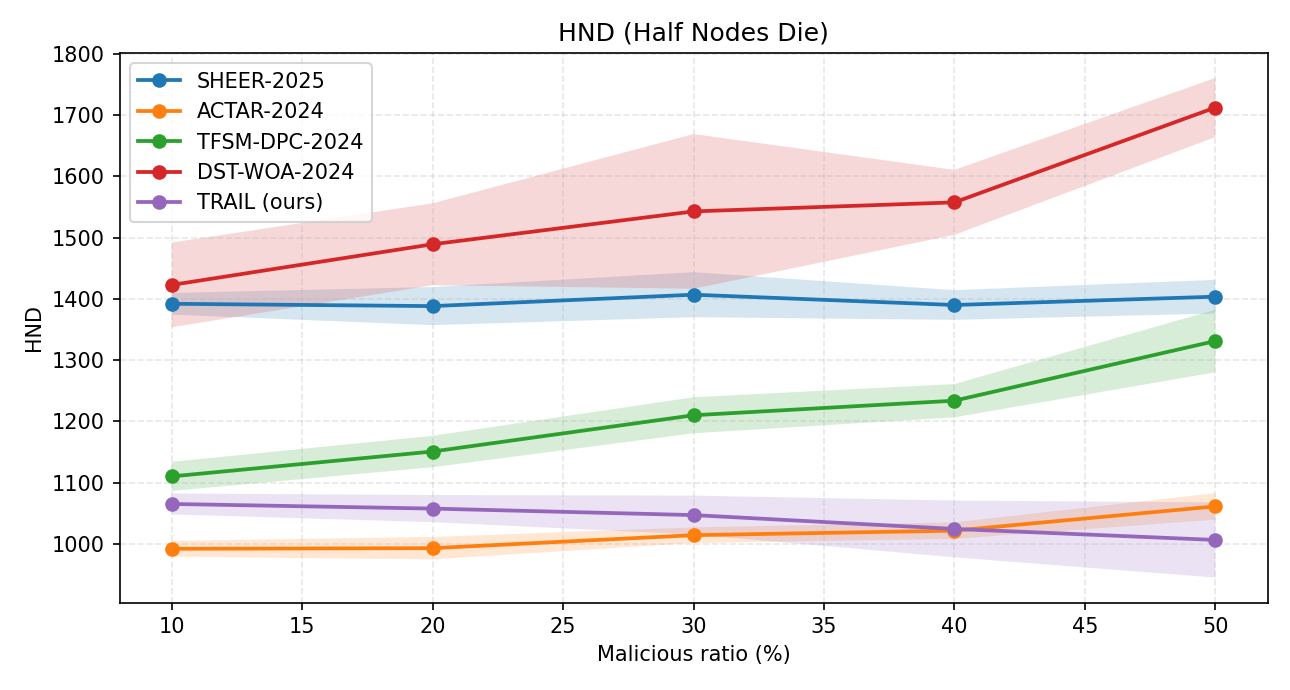 HND (Half Nodes Die)
1800
1700
1600
1500
1400
1300
1200
1100
1000
HND
SHEER-2025
ACTAR-2024
TFSM-DPC-2024
DST-WOA-2024
TRAIL (ours)
10 15 20 25 30 35 40 45 50
Malicious ratio (%)